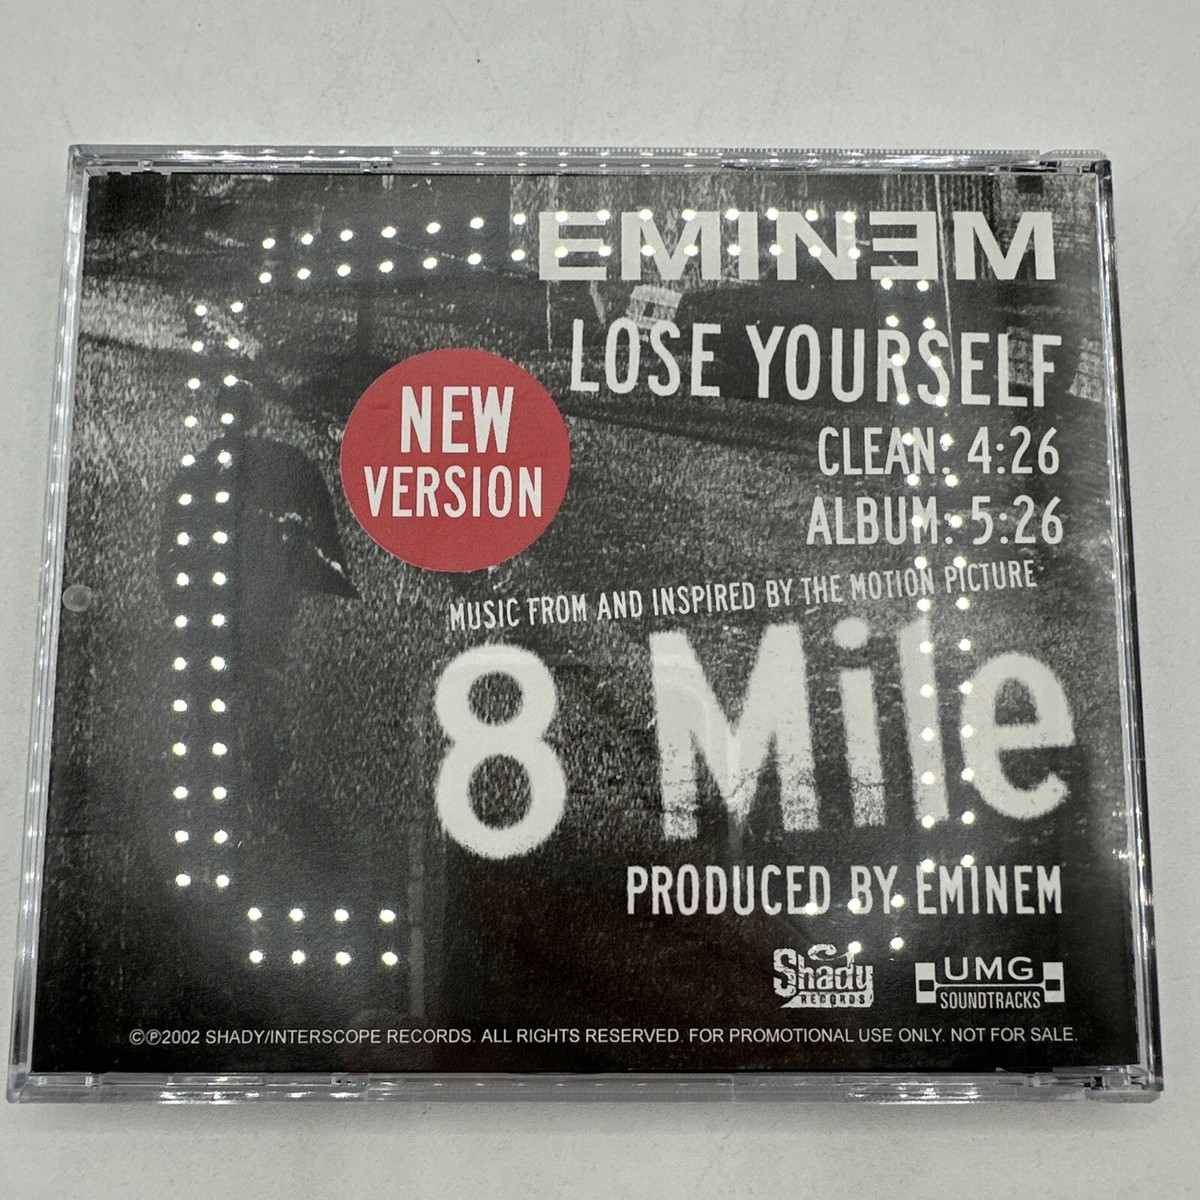 EMINƎM
LOSE YOURSELF
NEW
VERSION
CLEAN: 4:26
ALBUM: 5:26
MUSIC FROM AND INSPIRED BY THE MOTION PICTURE
8 Mile
PRODUCED BY EMINEM
Shady
RECORDS
UMG
SOUNDTRACKS
©℗2002 SHADY/INTERSCOPE RECORDS. ALL RIGHTS RESERVED. FOR PROMOTIONAL USE ONLY. NOT FOR SALE.